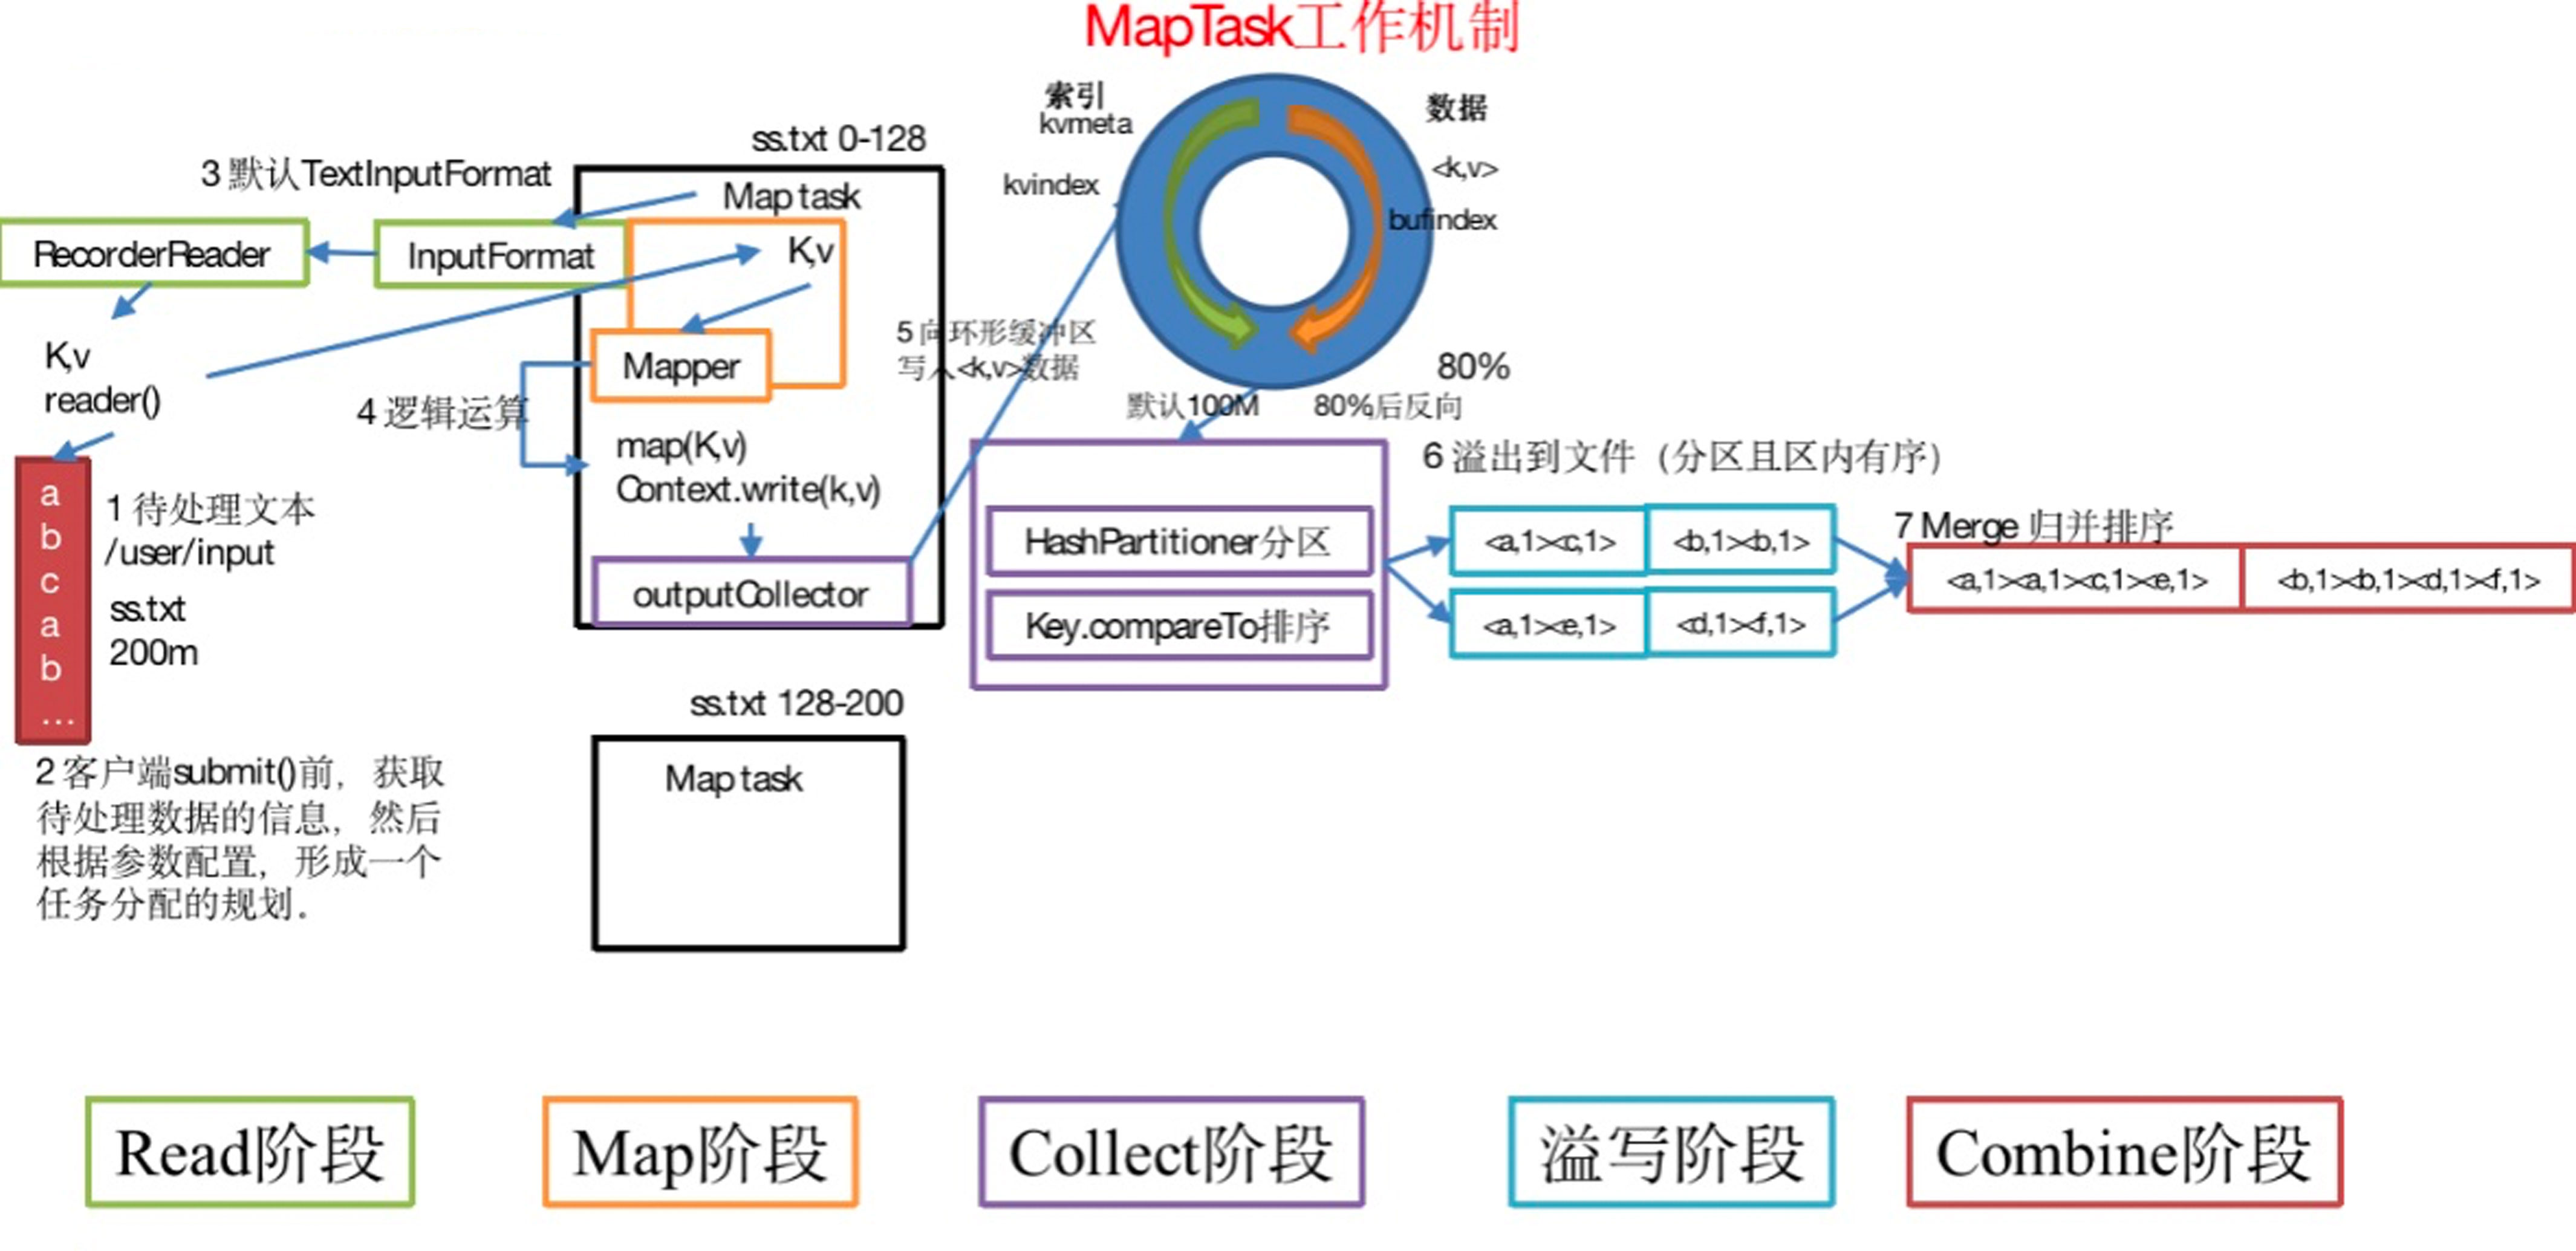 MapTask工作机制
索引
kvmeta
kvindex
数据
<k,v>
bufindex
ss.txt 0-128
Map task
3 默认TextInputFormat
RecorderReader
InputFormat
K,v
Mapper
K,v
reader()
4 逻辑运算
map(K,v)
Context.write(k,v)
outputCollector
5 向环形缓冲区
写入<k,v>数据
80%
默认100M
80%后反向
a
b
c
a
b
...
1 待处理文本
/user/input
ss.txt
200m
HashPartitioner分区
Key.compareTo排序
6 溢出到文件（分区且区内有序）
<a,1><c,1>
<b,1><b,1>
<a,1><e,1>
<d,1><f,1>
7 Merge 归并排序
<a,1><a,1><c,1><e,1>
<b,1><b,1><d,1><f,1>
ss.txt 128-200
Map task
2 客户端submit()前，获取
待处理数据的信息，然后
根据参数配置，形成一个
任务分配的规划。
Read阶段
Map阶段
Collect阶段
溢写阶段
Combine阶段